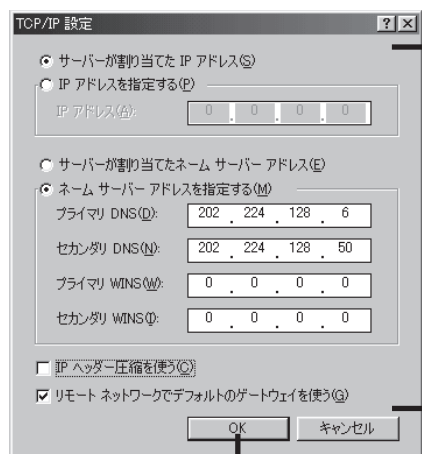 TCP/IP 設定
サーバーが割り当てた IP アドレス(S)
IP アドレスを指定する(P)
IP アドレス(A): 0 . 0 . 0 . 0
サーバーが割り当てたネーム サーバー アドレス(E)
ネーム サーバー アドレスを指定する(M)
プライマリ DNS(D): 202 . 224 . 128 . 6
セカンダリ DNS(N): 202 . 224 . 128 . 50
プライマリ WINS(W): 0 . 0 . 0 . 0
セカンダリ WINS(I): 0 . 0 . 0 . 0
IP ヘッダー圧縮を使う(C)
リモート ネットワークでデフォルトのゲートウェイを使う(G)
OK キャンセル